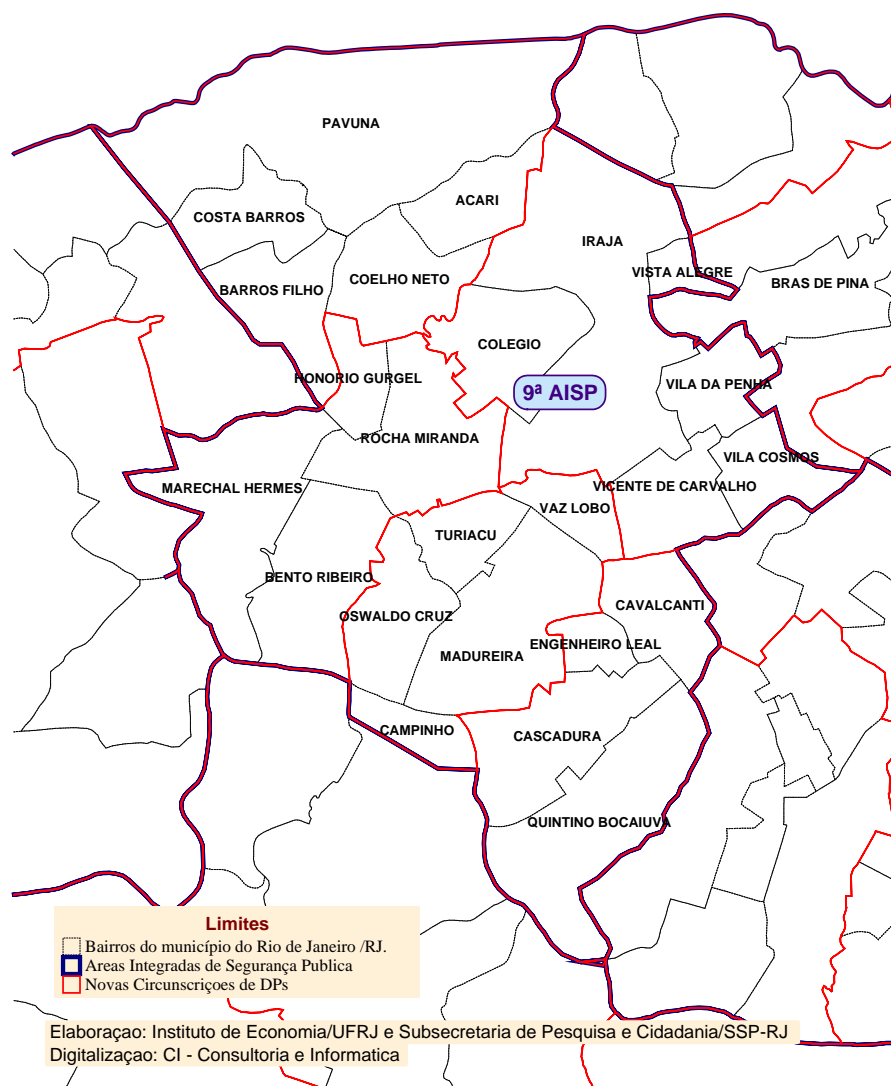 PAVUNA
ACARI
COSTA BARROS
IRAJA
VISTA ALEGRE
BRAS DE PINA
COELHO NETO
BARROS FILHO
COLEGIO
HONORIO GURGEL
9ª AISP
VILA DA PENHA
ROCHA MIRANDA
VILA COSMOS
MARECHAL HERMES
VICENTE DE CARVALHO
VAZ LOBO
TURIACU
BENTO RIBEIRO
CAVALCANTI
OSWALDO CRUZ
ENGENHEIRO LEAL
MADUREIRA
CAMPINHO
CASCADURA
QUINTINO BOCAIUVA
Limites
Bairros do município do Rio de Janeiro /RJ.
Areas Integradas de Segurança Publica
Novas Circunscriçoes de DPs
Elaboraçao: Instituto de Economia/UFRJ e Subsecretaria de Pesquisa e Cidadania/SSP-RJ
Digitalizaçao: CI - Consultoria e Informatica